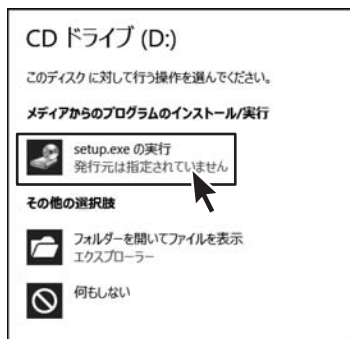 CD ドライブ (D:)
このディスク に対して行う操作を選んでください。
メディアからのプログラムのインストール/実行
setup.exe の実行
発行元は指定されていません
その他の選択肢
フォルダーを開いてファイルを表示
エクスプローラー
何もしない